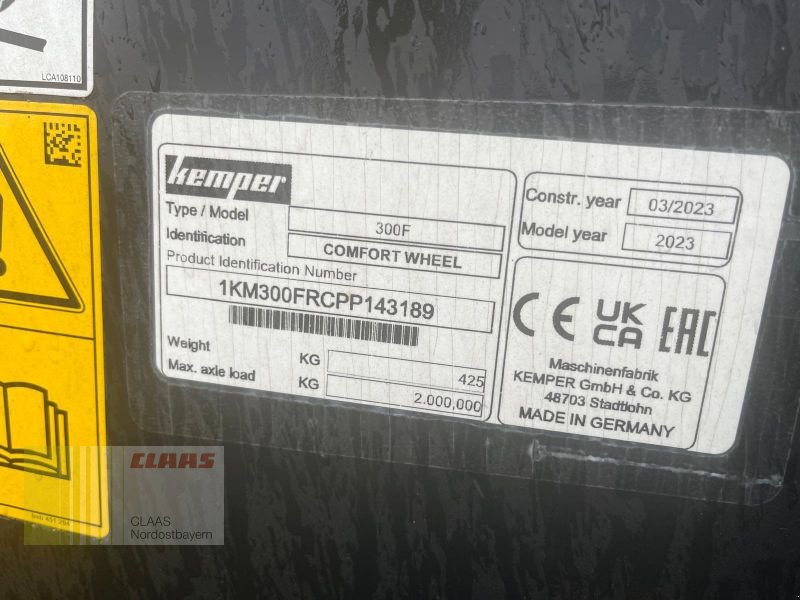 LCA108110
kemper
Type / Model 300F
Identification COMFORT WHEEL
Product Identification Number
1KM300FRCPP143189
Weight KG 425
Max. axle load KG 2.000,000
Constr. year 03/2023
Model year 2023
CE UK CA EAC
Maschinenfabrik
KEMPER GmbH & Co. KG
48703 Stadtlohn
MADE IN GERMANY
CLAAS
CLAAS
Nordostbayern